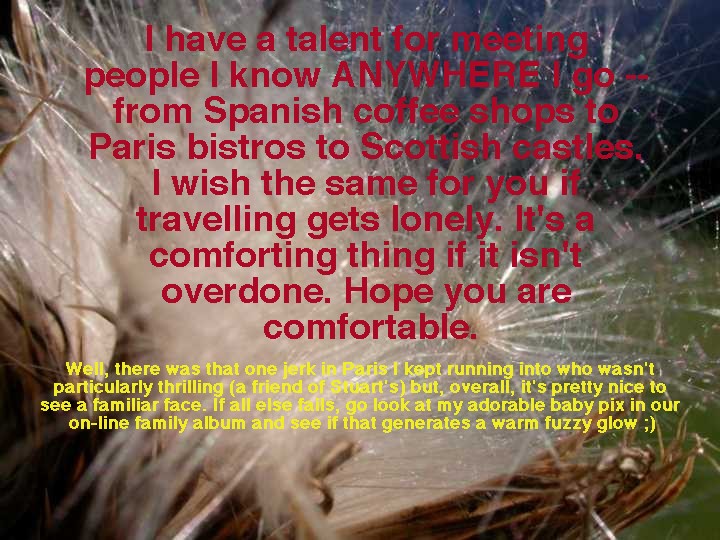 I have a talent for meeting
people I know ANYWHERE I go --
from Spanish coffee shops to
Paris bistros to Scottish castles.
I wish the same for you if
travelling gets lonely. It's a
comforting thing if it isn't
overdone. Hope you are
comfortable.
Well, there was that one jerk in Paris I kept running into who wasn't
particularly thrilling (a friend of Stuart's) but, overall, it's pretty nice to
see a familiar face. If all else fails, go look at my adorable baby pix in our
on-line family album and see if that generates a warm fuzzy glow ;)